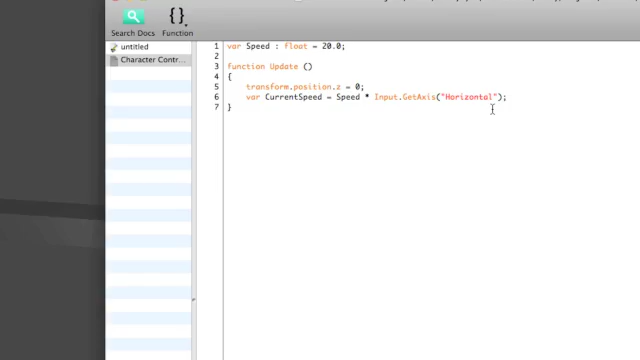 {}
Search Docs Function
untitled
Character Contr...
1 var Speed : float = 20.0;
2
3 function Update ()
4 {
5 transform.position.z = 0;
6 var CurrentSpeed = Speed * Input.GetAxis("Horizontal");
7 }